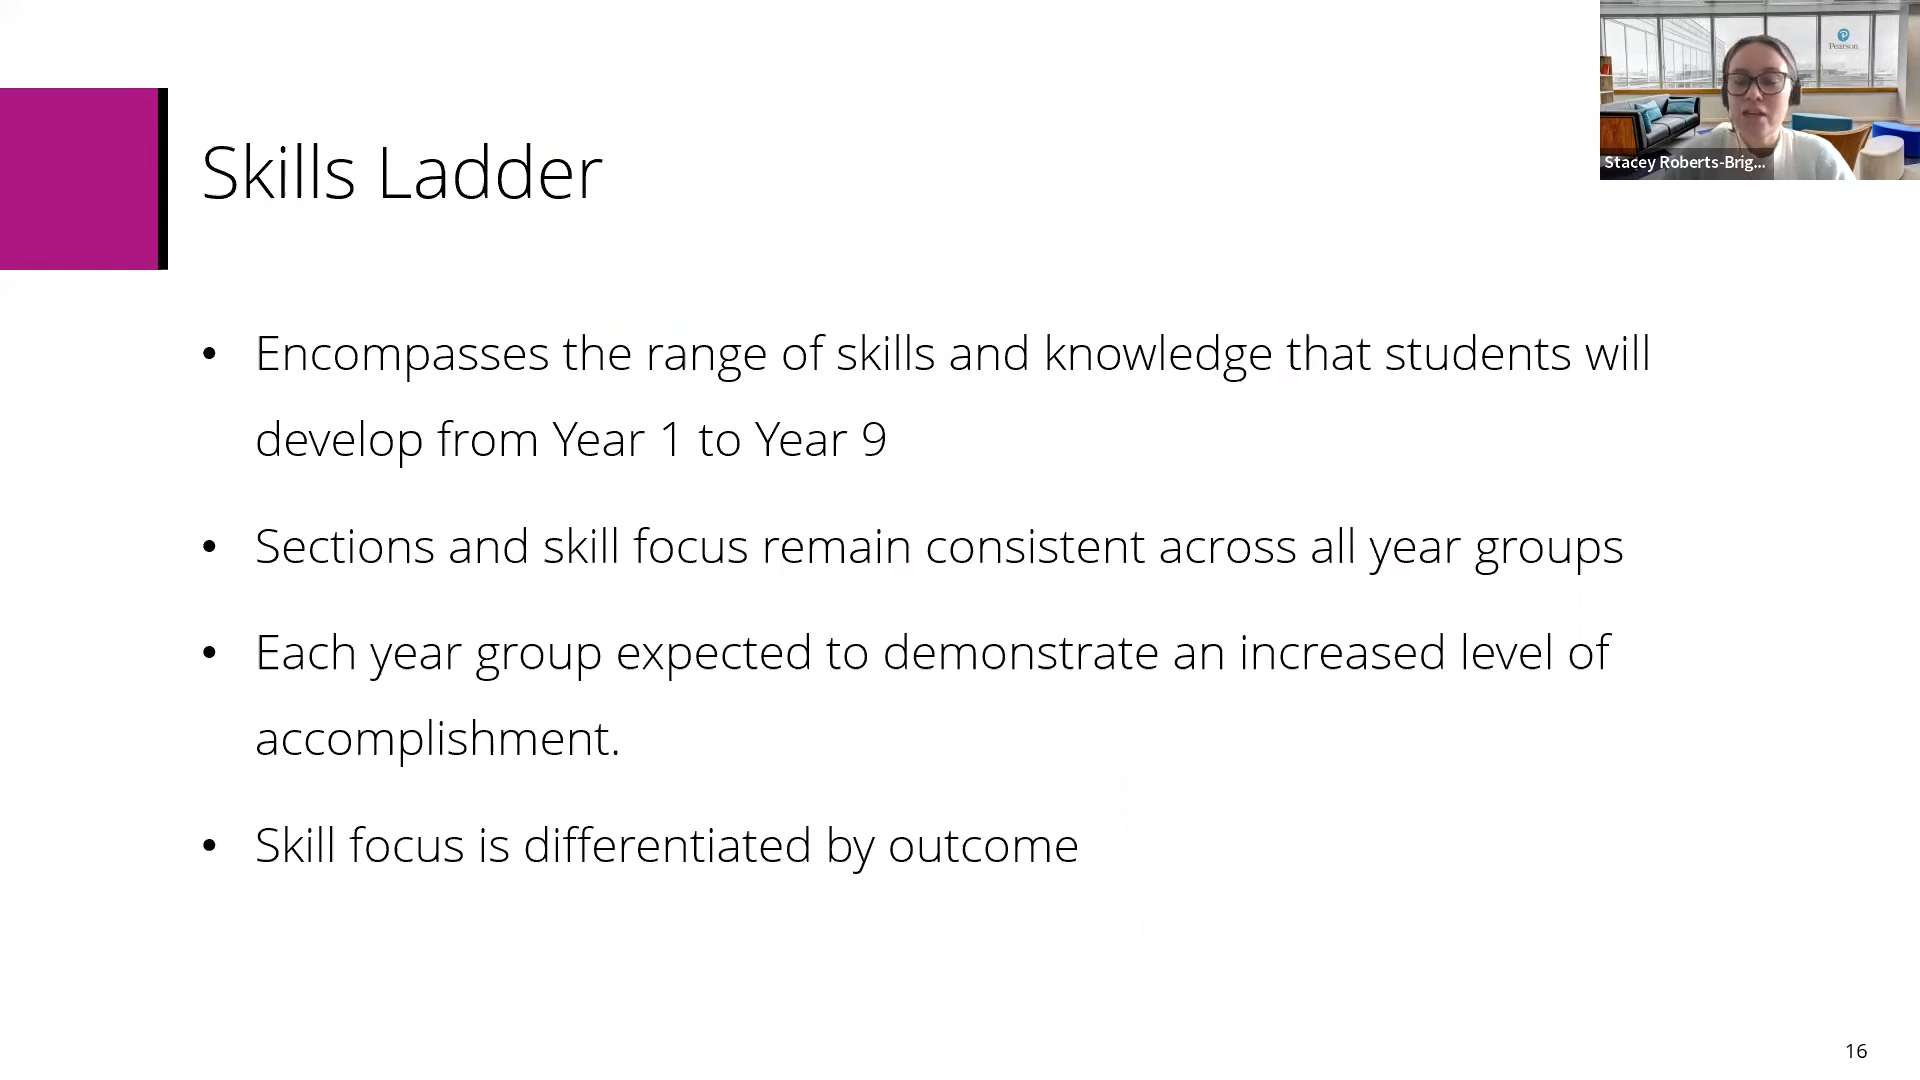 Pearson
Stacey Roberts-Brig...
Skills Ladder
• Encompasses the range of skills and knowledge that students will
develop from Year 1 to Year 9
• Sections and skill focus remain consistent across all year groups
• Each year group expected to demonstrate an increased level of
accomplishment.
• Skill focus is differentiated by outcome
16